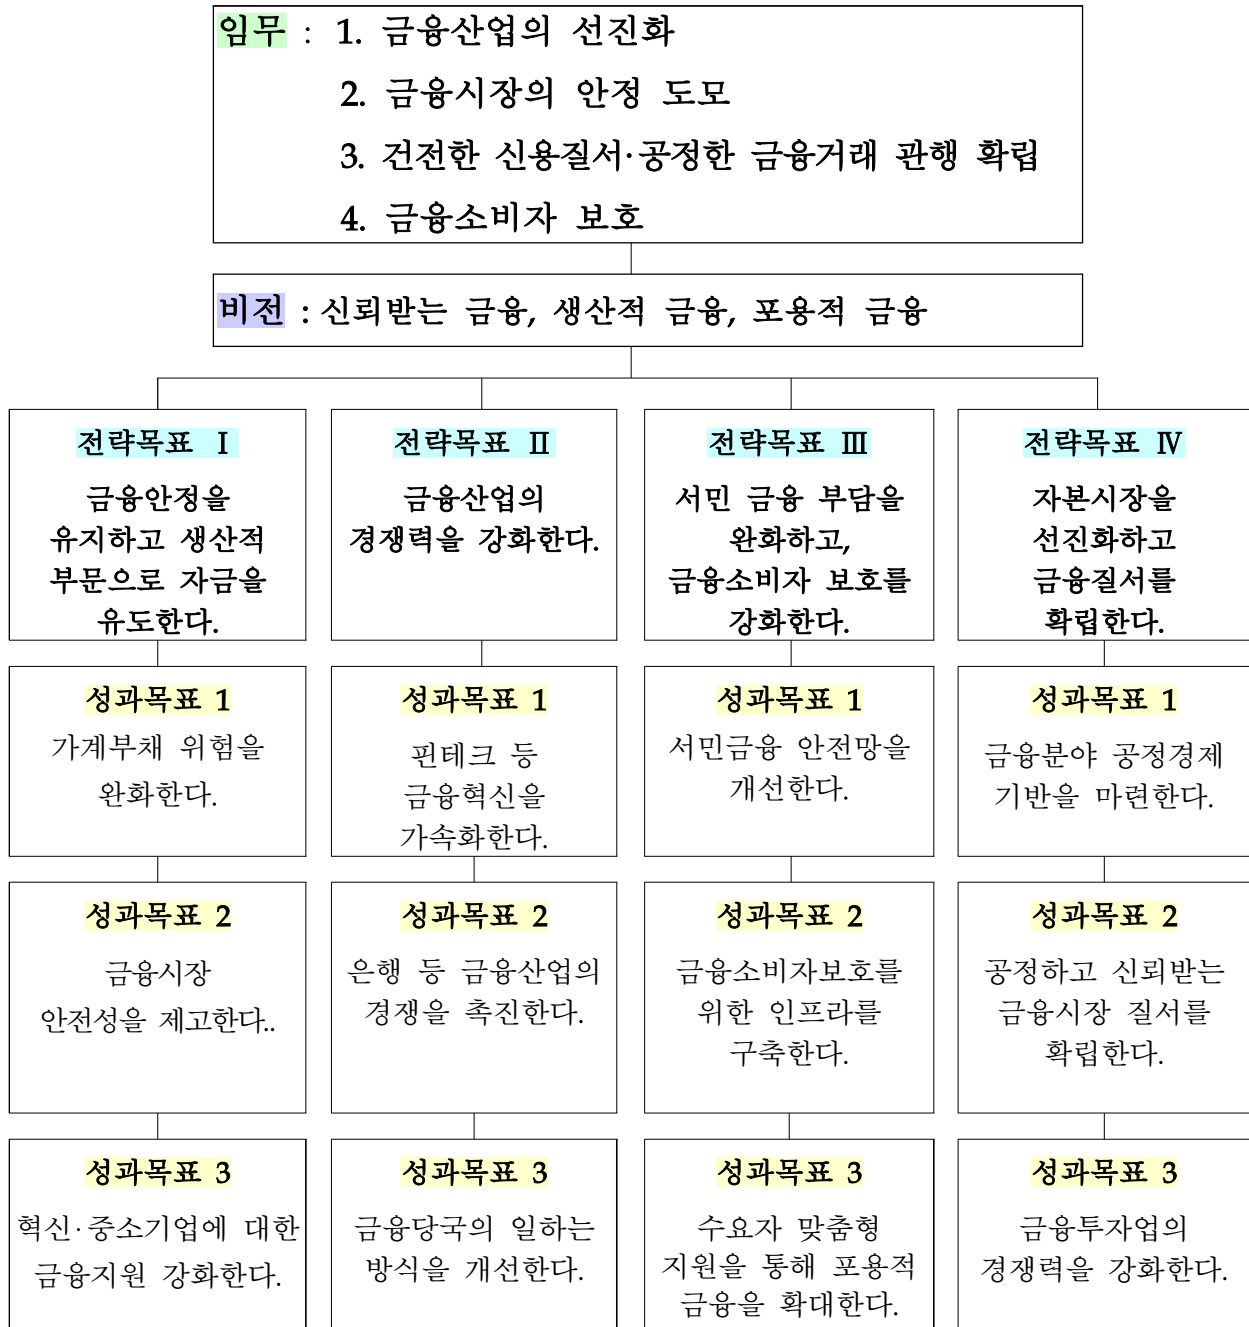 임무 : 1. 금융산업의 선진화
2. 금융시장의 안정 도모
3. 건전한 신용질서·공정한 금융거래 관행 확립
4. 금융소비자 보호
비전 : 신뢰받는 금융, 생산적 금융, 포용적 금융
전략목표 Ⅰ
금융안정을
유지하고 생산적
부문으로 자금을
유도한다.
전략목표 Ⅱ
금융산업의
경쟁력을 강화한다.
전략목표 Ⅲ
서민 금융 부담을
완화하고,
금융소비자 보호를
강화한다.
전략목표 Ⅳ
자본시장을
선진화하고
금융질서를
확립한다.
성과목표 1
가계부채 위험을
완화한다.
성과목표 1
핀테크 등
금융혁신을
가속화한다.
성과목표 1
서민금융 안전망을
개선한다.
성과목표 1
금융분야 공정경제
기반을 마련한다.
성과목표 2
금융시장
안전성을 제고한다..
성과목표 2
은행 등 금융산업의
경쟁을 촉진한다.
성과목표 2
금융소비자보호를
위한 인프라를
구축한다.
성과목표 2
공정하고 신뢰받는
금융시장 질서를
확립한다.
성과목표 3
혁신·중소기업에 대한
금융지원 강화한다.
성과목표 3
금융당국의 일하는
방식을 개선한다.
성과목표 3
수요자 맞춤형
지원을 통해 포용적
금융을 확대한다.
성과목표 3
금융투자업의
경쟁력을 강화한다.